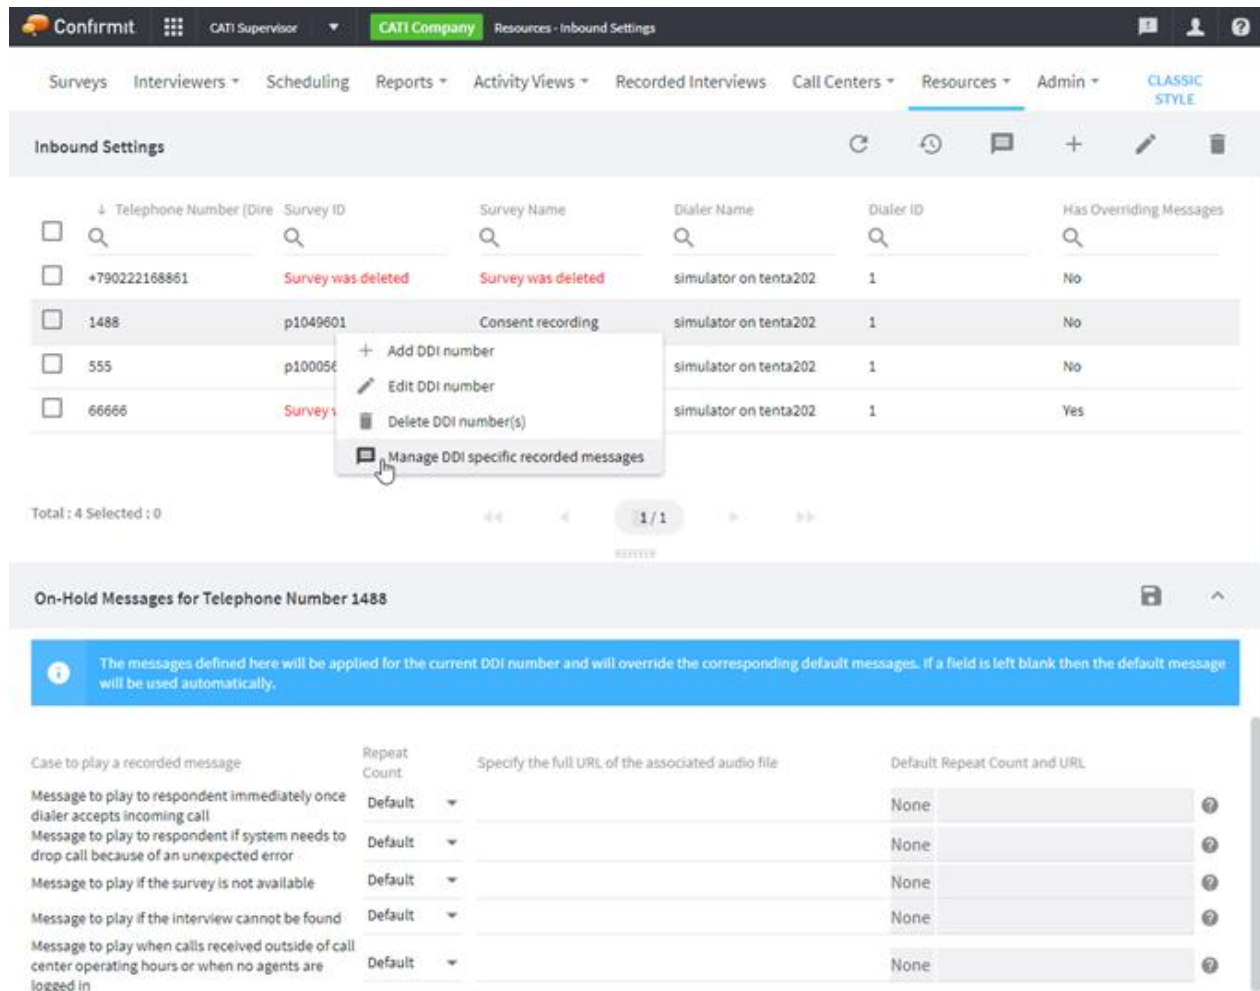 Confirmit CATI Supervisor CATI Company Resources - Inbound Settings
Surveys Interviewers Scheduling Reports Activity Views Recorded Interviews Call Centers Resources Admin CLASSIC STYLE
Inbound Settings
Telephone Number (Dire Survey ID Survey Name Dialer Name Dialer ID Has Overriding Messages
+790222168861 Survey was deleted Survey was deleted simulator on tenta202 1 No
1488 p1049601 Consent recording simulator on tenta202 1 No
555 p100056 simulator on tenta202 1 No
66666 Survey simulator on tenta202 1 Yes
+ Add DDI number
Edit DDI number
Delete DDI number(s)
Manage DDI specific recorded messages
Total : 4 Selected : 0 1 / 1
On-Hold Messages for Telephone Number 1488
The messages defined here will be applied for the current DDI number and will override the corresponding default messages. If a field is left blank then the default message
will be used automatically.
Case to play a recorded message Repeat Count Specify the full URL of the associated audio file Default Repeat Count and URL
Message to play to respondent immediately once
dialer accepts incoming call Default None
Message to play to respondent if system needs to
drop call because of an unexpected error Default None
Message to play if the survey is not available Default None
Message to play if the interview cannot be found Default None
Message to play when calls received outside of call
center operating hours or when no agents are Default None
logged in